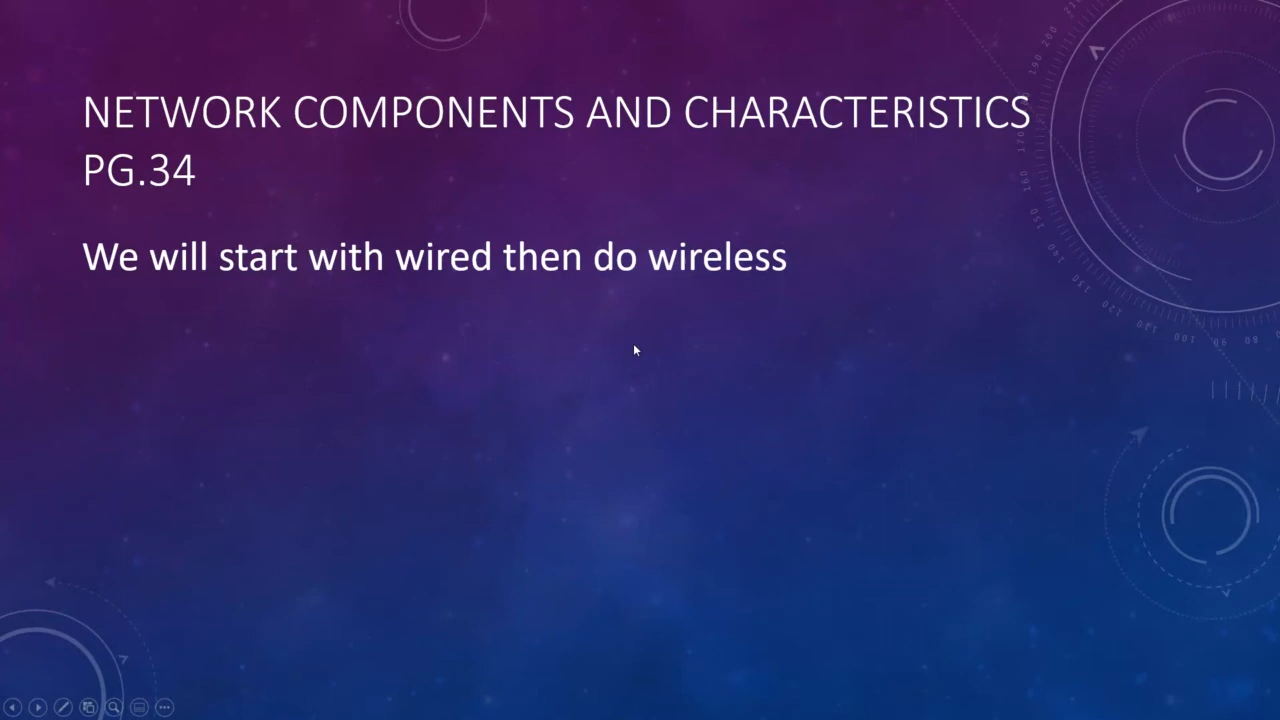 NETWORK COMPONENTS AND CHARACTERISTICS
PG.34
We will start with wired then do wireless